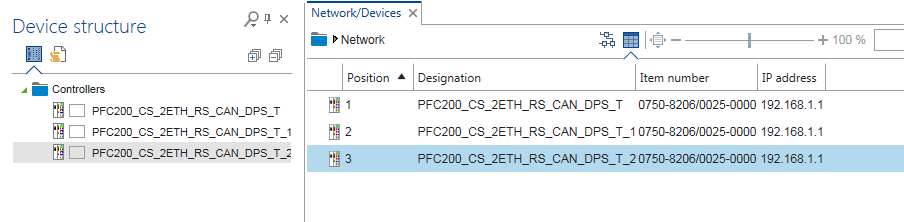 Device structure
Controllers
PFC200_CS_2ETH_RS_CAN_DPS_T
PFC200_CS_2ETH_RS_CAN_DPS_T_1
PFC200_CS_2ETH_RS_CAN_DPS_T_2
Network/Devices
Network
100 %
Position Designation Item number IP address
1 PFC200_CS_2ETH_RS_CAN_DPS_T 0750-8206/0025-0000 192.168.1.1
2 PFC200_CS_2ETH_RS_CAN_DPS_T_1 0750-8206/0025-0000 192.168.1.1
3 PFC200_CS_2ETH_RS_CAN_DPS_T_2 0750-8206/0025-0000 192.168.1.1